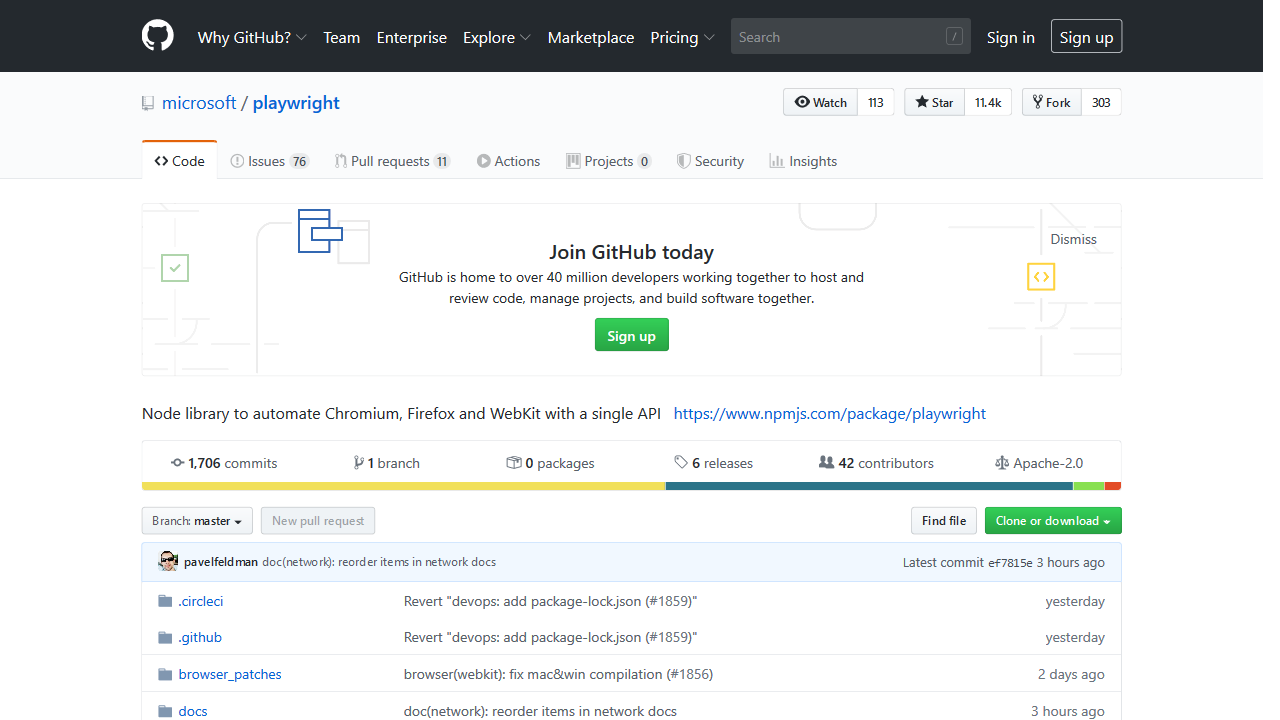 Why GitHub? Team Enterprise Explore Marketplace Pricing Search / Sign in Sign up
microsoft / playwright Watch 113 Star 11.4k Fork 303
Code Issues 76 Pull requests 11 Actions Projects 0 Security Insights
Dismiss
Join GitHub today
GitHub is home to over 40 million developers working together to host and
review code, manage projects, and build software together.
Sign up
Node library to automate Chromium, Firefox and WebKit with a single API https://www.npmjs.com/package/playwright
1,706 commits 1 branch 0 packages 6 releases 42 contributors Apache-2.0
Branch: master New pull request Find file Clone or download
pavelfeldman doc(network): reorder items in network docs Latest commit ef7815e 3 hours ago
.circleci Revert "devops: add package-lock.json (#1859)" yesterday
.github Revert "devops: add package-lock.json (#1859)" yesterday
browser_patches browser(webkit): fix mac&win compilation (#1856) 2 days ago
docs doc(network): reorder items in network docs 3 hours ago